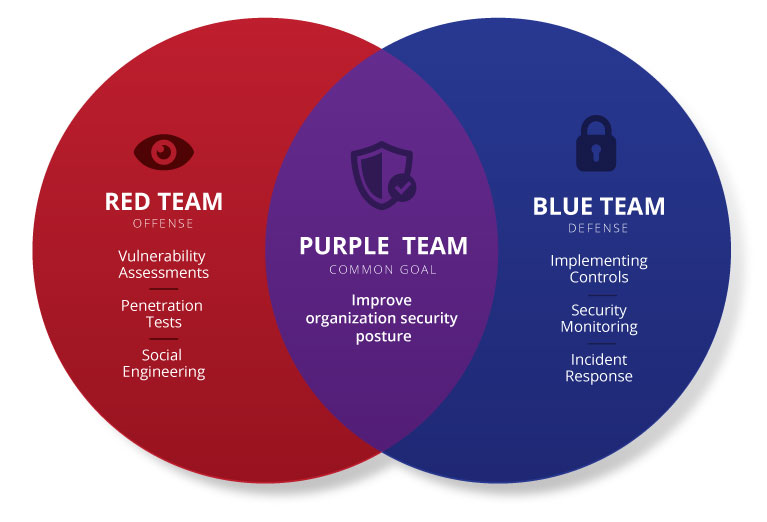 RED TEAM
OFFENSE
Vulnerability
Assessments
Penetration
Tests
Social
Engineering
PURPLE TEAM
COMMON GOAL
Improve
organization security
posture
BLUE TEAM
DEFENSE
Implementing
Controls
Security
Monitoring
Incident
Response